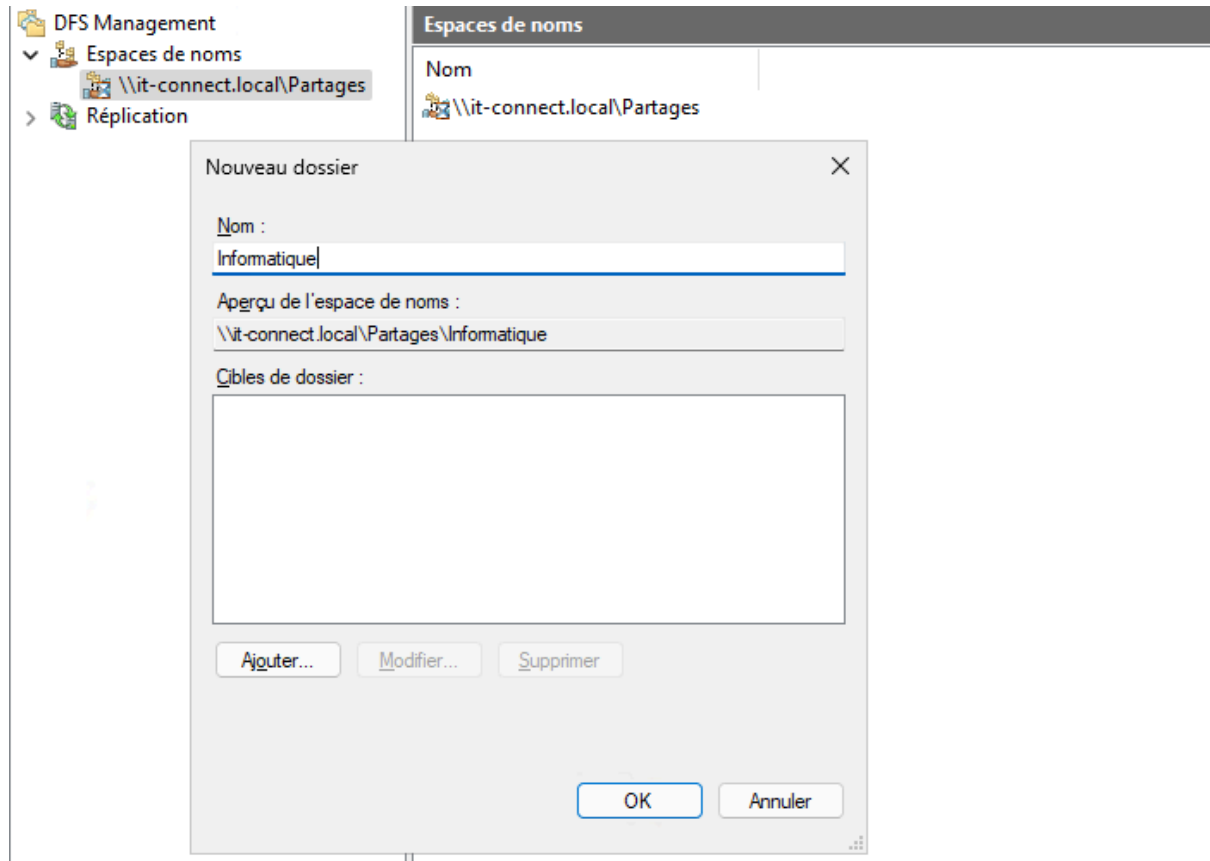 DFS Management
Espaces de noms
\\it-connect.local\Partages
Réplication
Espaces de noms
Nom
\\it-connect.local\Partages
Nouveau dossier
Nom :
Informatique
Aperçu de l'espace de noms :
\\it-connect.local\Partages\Informatique
Cibles de dossier :
Ajouter... Modifier... Supprimer
OK Annuler